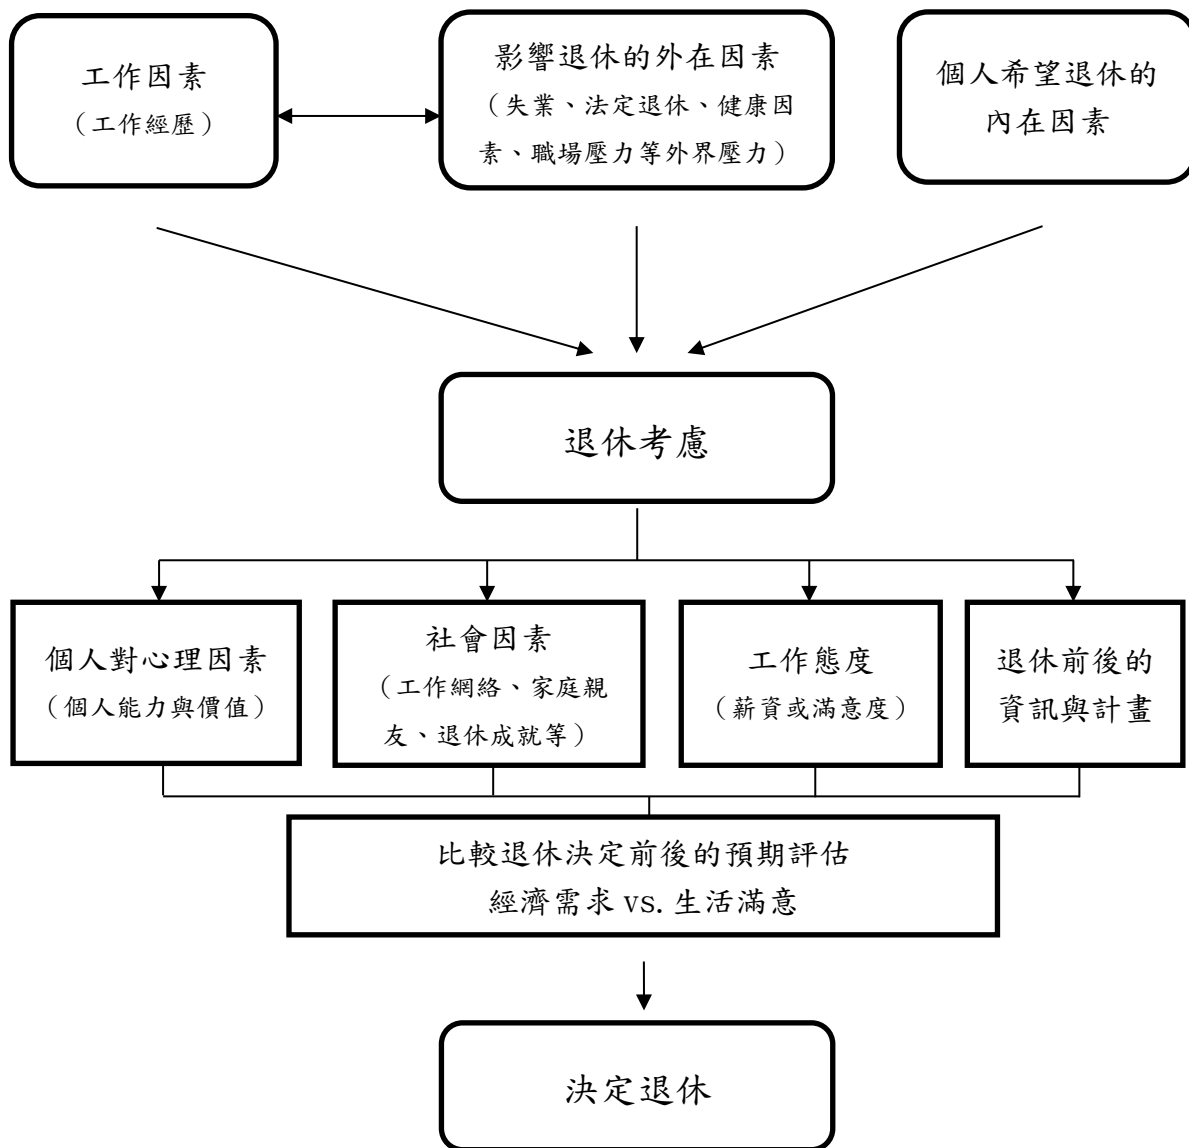 工作因素
（工作經歷）
影響退休的外在因素
（失業、法定退休、健康因
素、職場壓力等外界壓力）
個人希望退休的
內在因素
退休考慮
個人對心理因素
（個人能力與價值）
社會因素
（工作網絡、家庭親
友、退休成就等）
工作態度
（薪資或滿意度）
退休前後的
資訊與計畫
比較退休決定前後的預期評估
經濟需求 vs. 生活滿意
決定退休